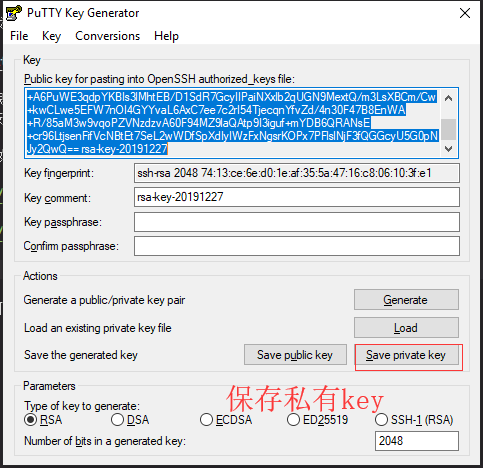 PuTTY Key Generator
File Key Conversions Help
Key
Public key for pasting into OpenSSH authorized_keys file:
+A6PuWE3qdpYKBIs3lMhtEB/D1SdR7GcylIPaiNXxlb2qUGN9MextQ/m3LsXBCm/Cw
+kwCLwe5EFW7nOl4GYYvaL6AxC7ee7c2rI54TjecqnYfvZd/4n30F47B8EnWA
+R/85aM3w9vqoPZVNzdzvA60F94MZ9laQAtp9I3iguf+mYDB6QRANsE
+cr96LtjsenFifVcNBtEt7SeL2wWDfSpXdlylWzFxNgsrKOPx7PFlslNjF3fQGGcyU5G0pN
Jy2QwQ== rsa-key-20191227
Key fingerprint: ssh-rsa 2048 74:13:ce:6e:d0:1e:af:35:5a:47:16:c8:06:10:3f:e1
Key comment: rsa-key-20191227
Key passphrase:
Confirm passphrase:
Actions
Generate a public/private key pair Generate
Load an existing private key file Load
Save the generated key Save public key Save private key
Parameters
保存私有key
Type of key to generate:
RSA DSA ECDSA ED25519 SSH-1 (RSA)
Number of bits in a generated key: 2048